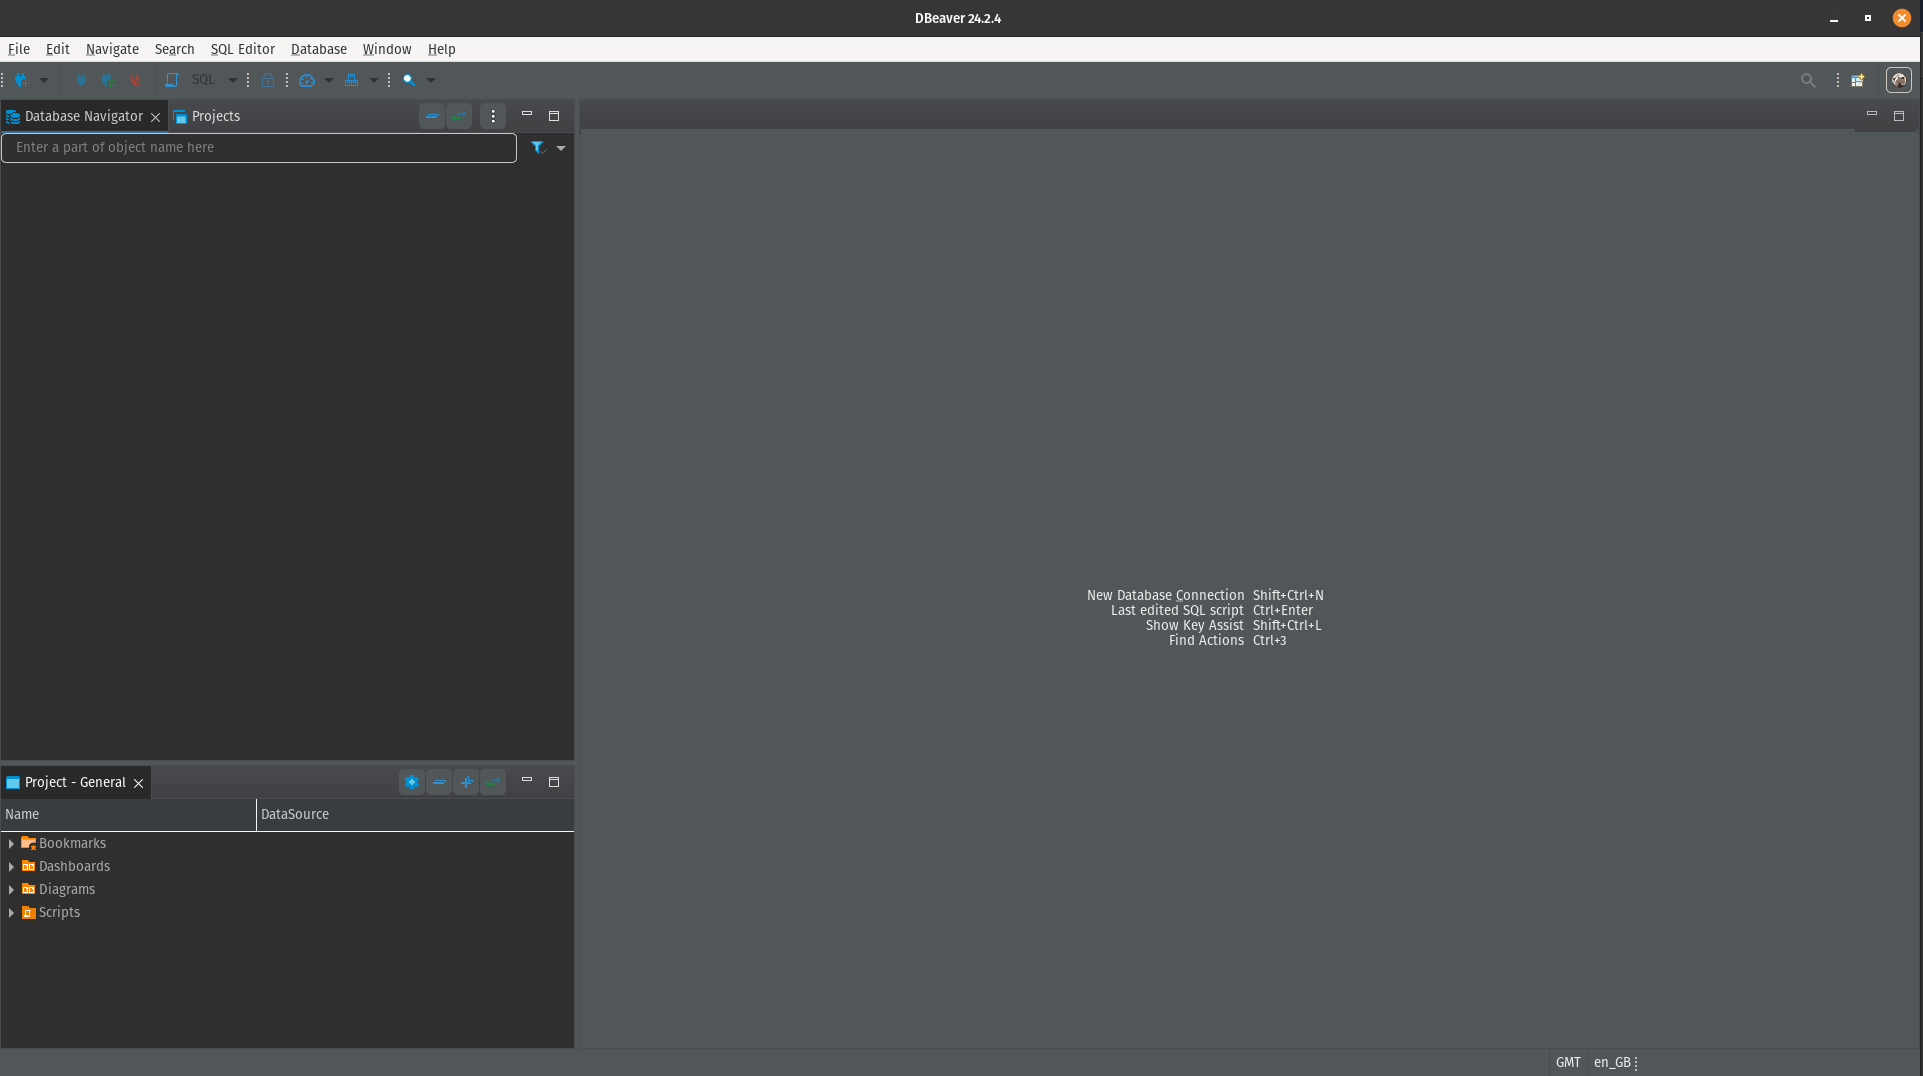 DBeaver 24.2.4
File Edit Navigate Search SQL Editor Database Window Help
SQL
Database Navigator Projects
Enter a part of object name here
New Database Connection Shift+Ctrl+N
Last edited SQL script Ctrl+Enter
Show Key Assist Shift+Ctrl+L
Find Actions Ctrl+3
Project - General
Name DataSource
Bookmarks
Dashboards
Diagrams
Scripts
GMT en_GB